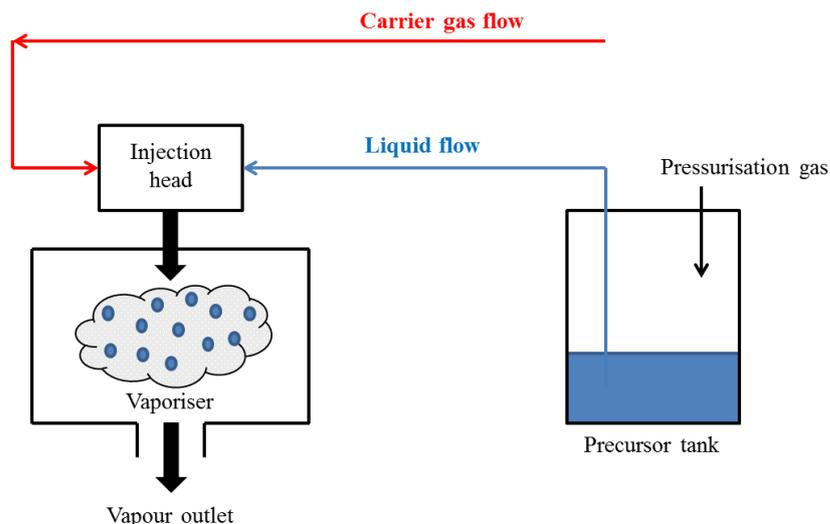 Carrier gas flow
Injection
head
Liquid flow
Pressurisation gas
Vaporiser
Precursor tank
Vapour outlet